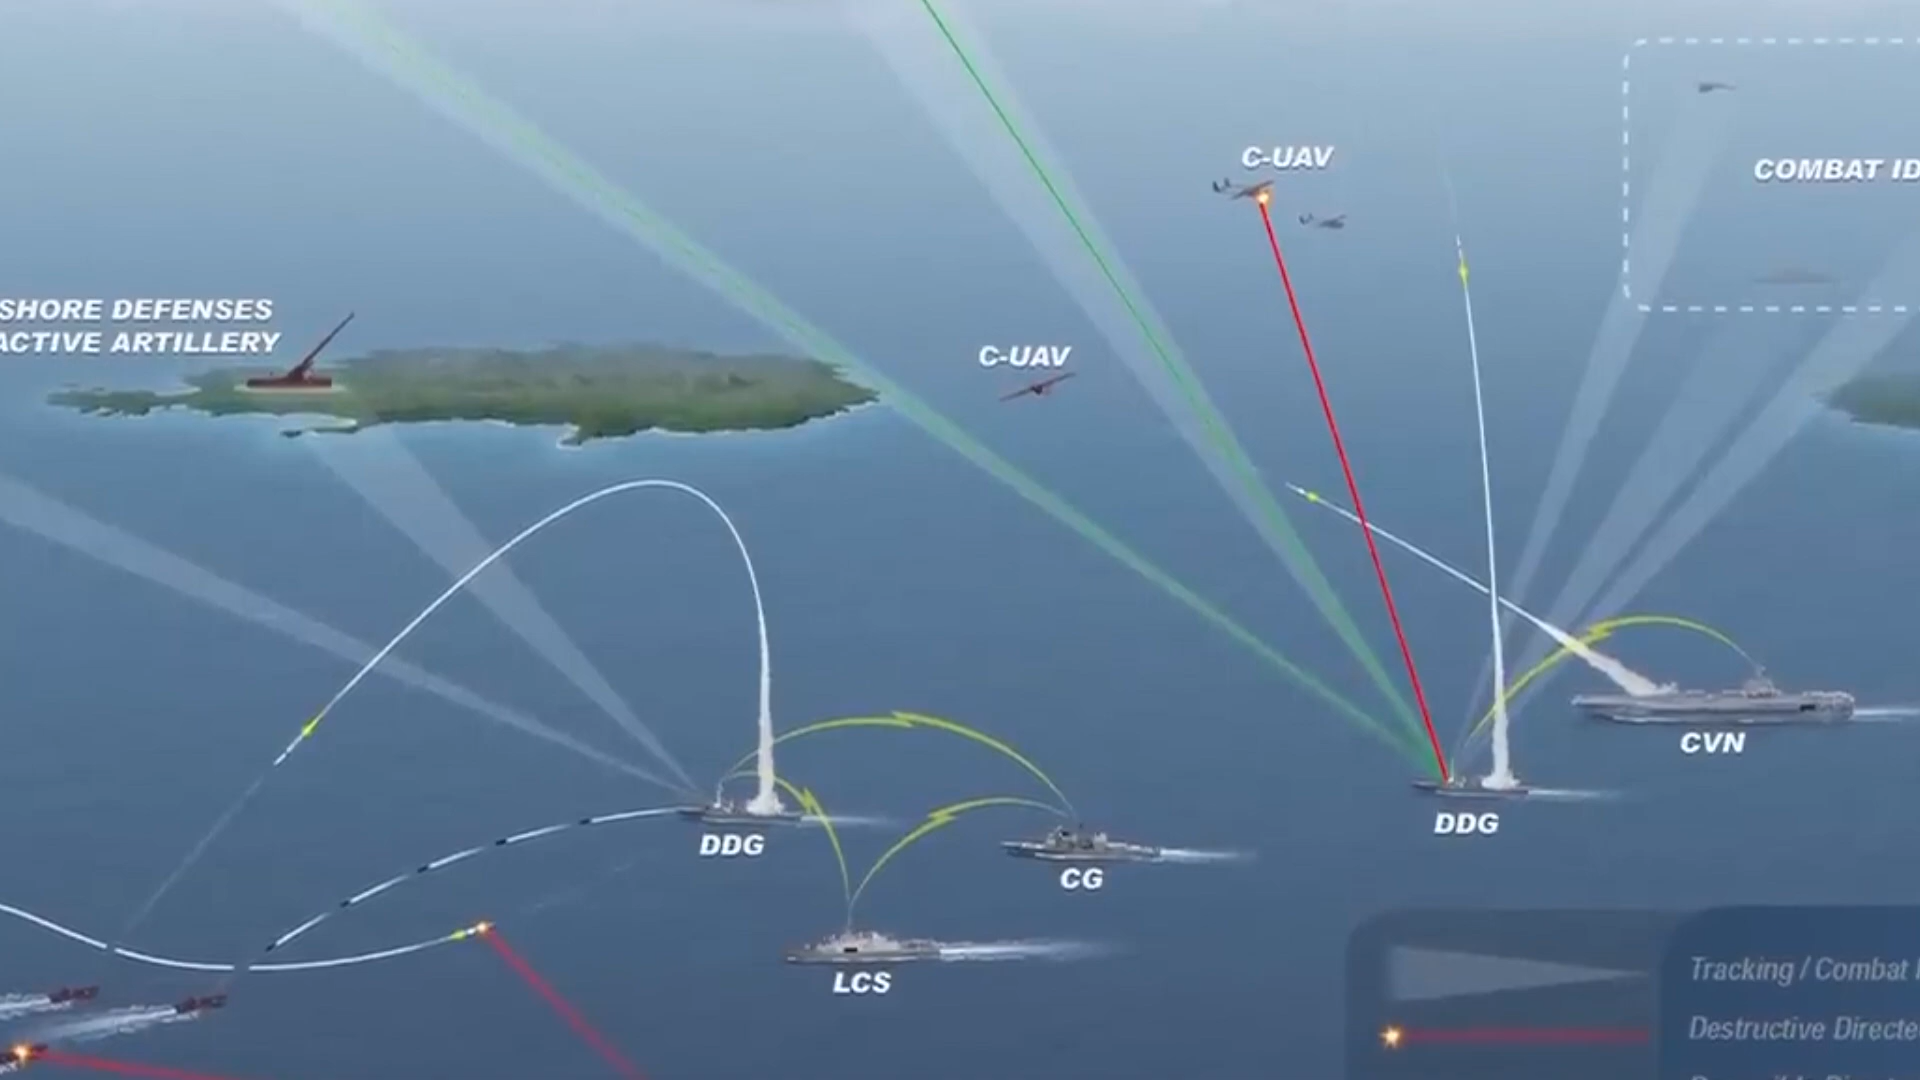 C-UAV
COMBAT ID
SHORE DEFENSES
ACTIVE ARTILLERY
C-UAV
CVN
DDG
DDG
CG
LCS
Tracking / Combat
Destructive Directe